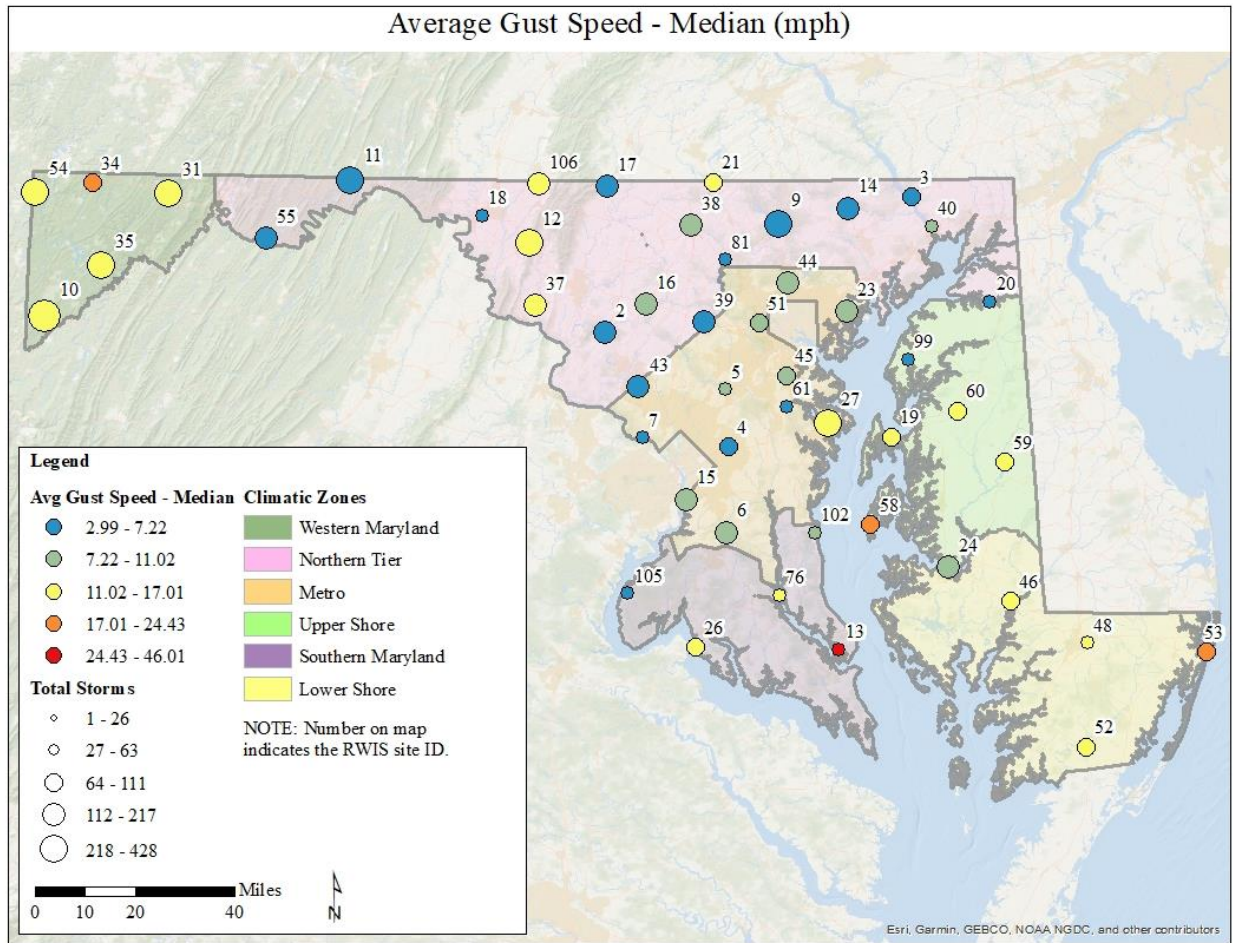 Average Gust Speed - Median (mph)
54
34
31
11
106
17
21
3
18
38
9
14
40
12
55
81
35
44
10
37
16
39
51
23
20
2
99
43
45
5
61
60
27
7
19
4
59
15
58
6
102
24
105
76
46
26
13
48
53
52
Legend
Avg Gust Speed - Median
2.99 - 7.22
7.22 - 11.02
11.02 - 17.01
17.01 - 24.43
24.43 - 46.01
Total Storms
1 - 26
27 - 63
64 - 111
112 - 217
218 - 428
Climatic Zones
Western Maryland
Northern Tier
Metro
Upper Shore
Southern Maryland
Lower Shore
NOTE: Number on map
indicates the RWIS site ID.
Miles
0 10 20 40
N
Esri, Garmin, GEBCO, NOAA NGDC, and other contributors